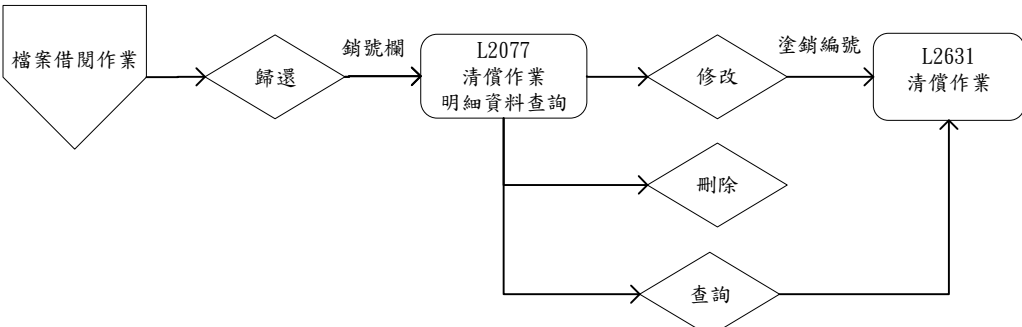 檔案借閱作業
歸還
銷號欄
L2077
清償作業
明細資料查詢
修改
塗銷編號
L2631
清償作業
刪除
查詢